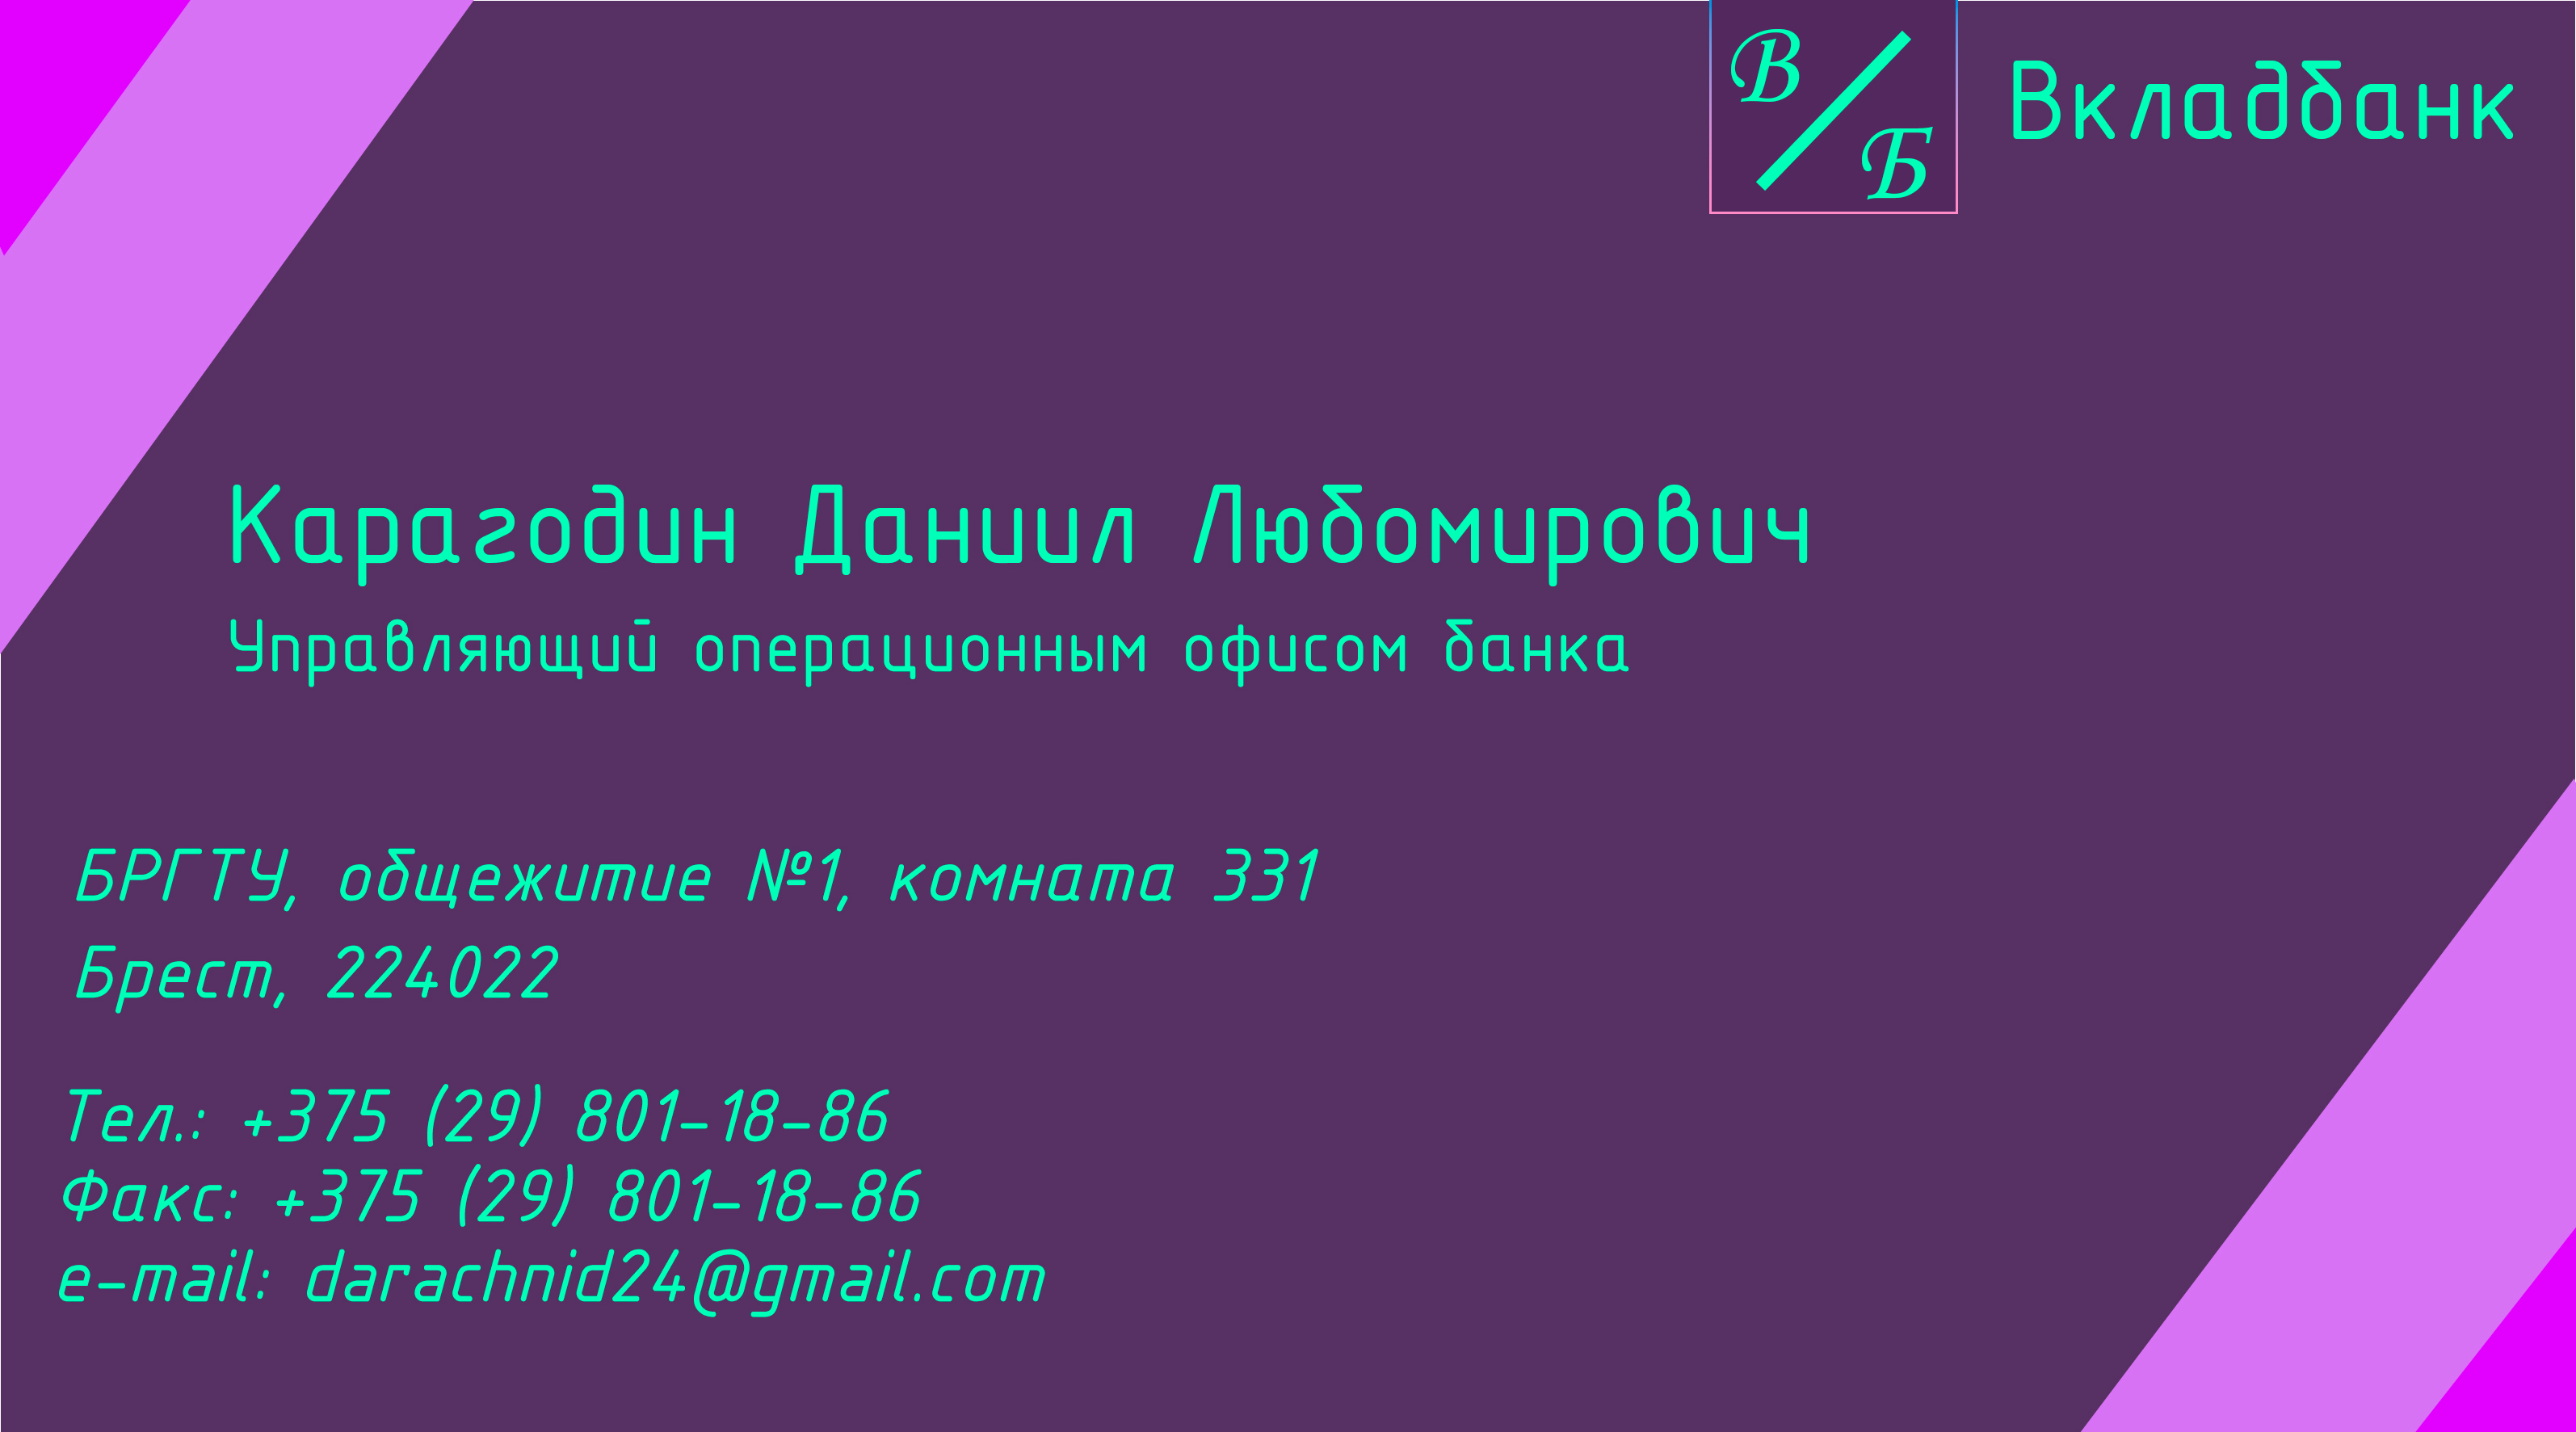 В/Б
Вкладбанк
Карагодин Даниил Любомирович
Управляющий операционным офисом банка
БРГТУ, общежитие №1, комната 331
Брест, 224022
Тел.: +375 (29) 801-18-86
Факс: +375 (29) 801-18-86
e-mail: darachnid24@gmail.com